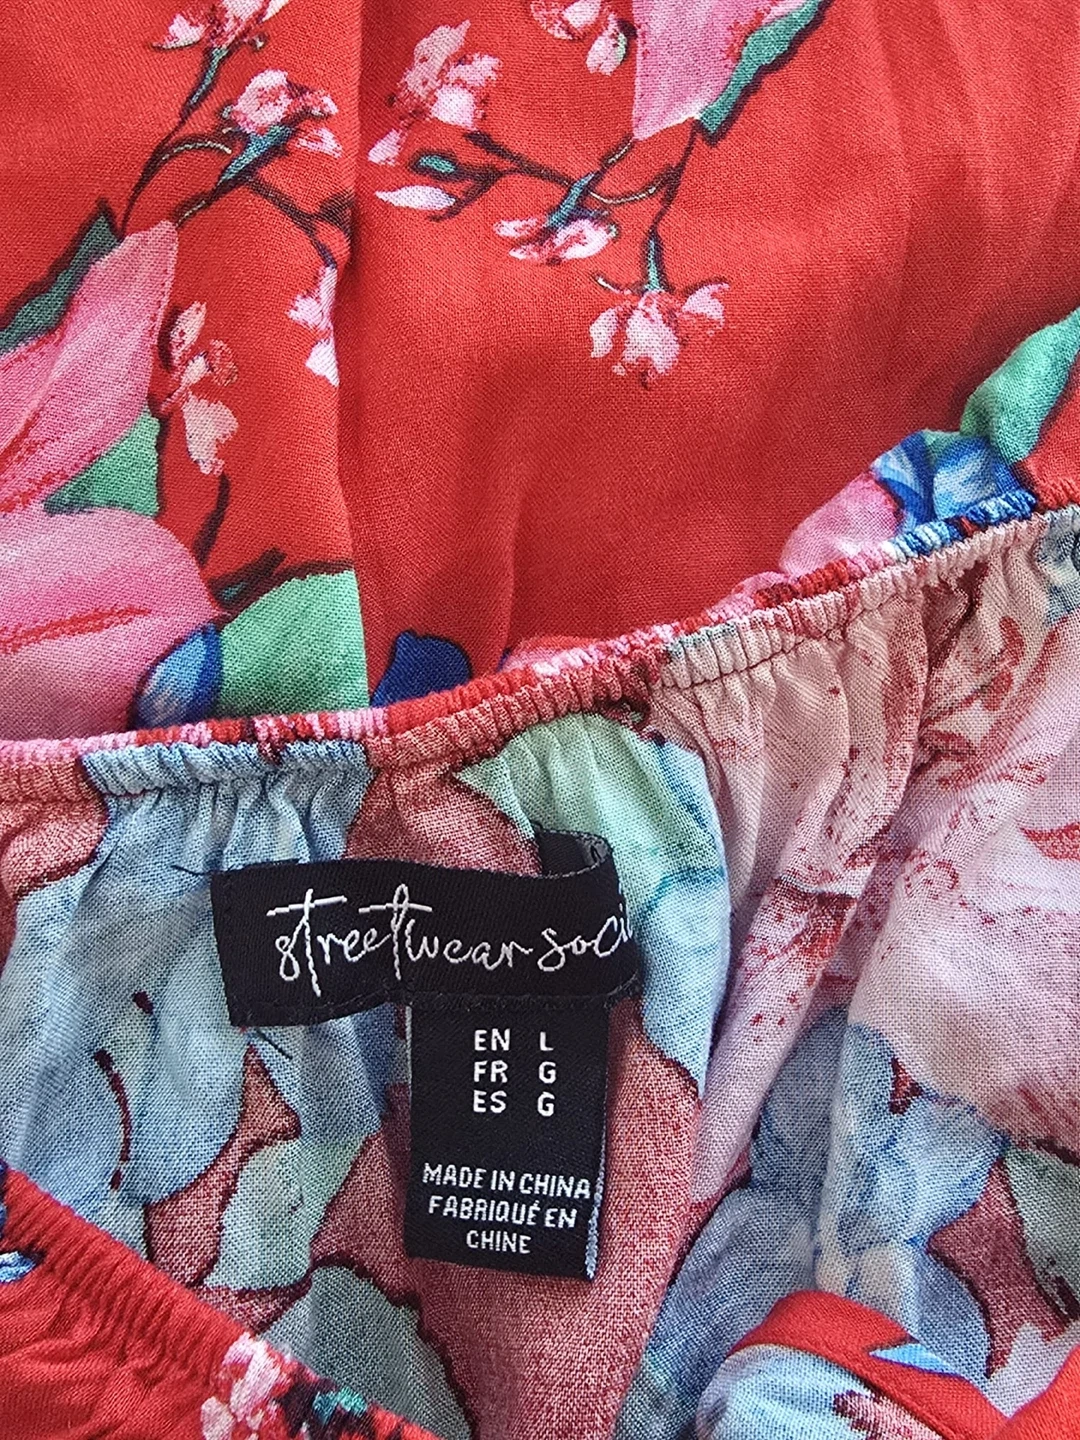 streetwear soci
EN L
FR G
ES G
MADE IN CHINA
FABRIQUÉ EN
CHINE